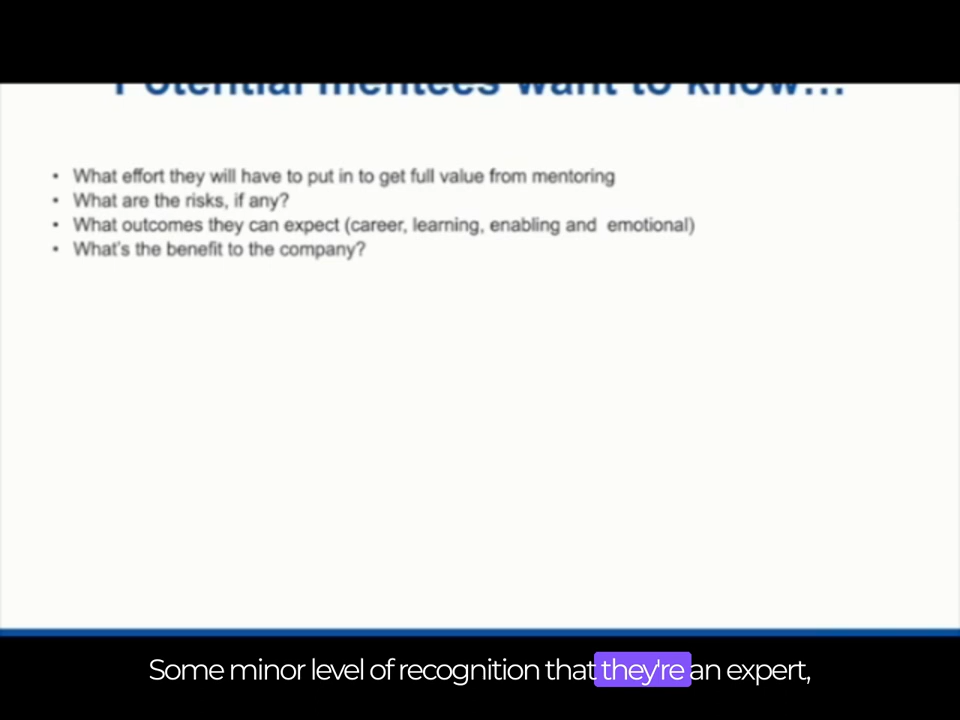 Potential mentees want to know...
• What effort they will have to put in to get full value from mentoring
• What are the risks, if any?
• What outcomes they can expect (career, learning, enabling and emotional)
• What's the benefit to the company?
Some minor level of recognition that they're an expert,